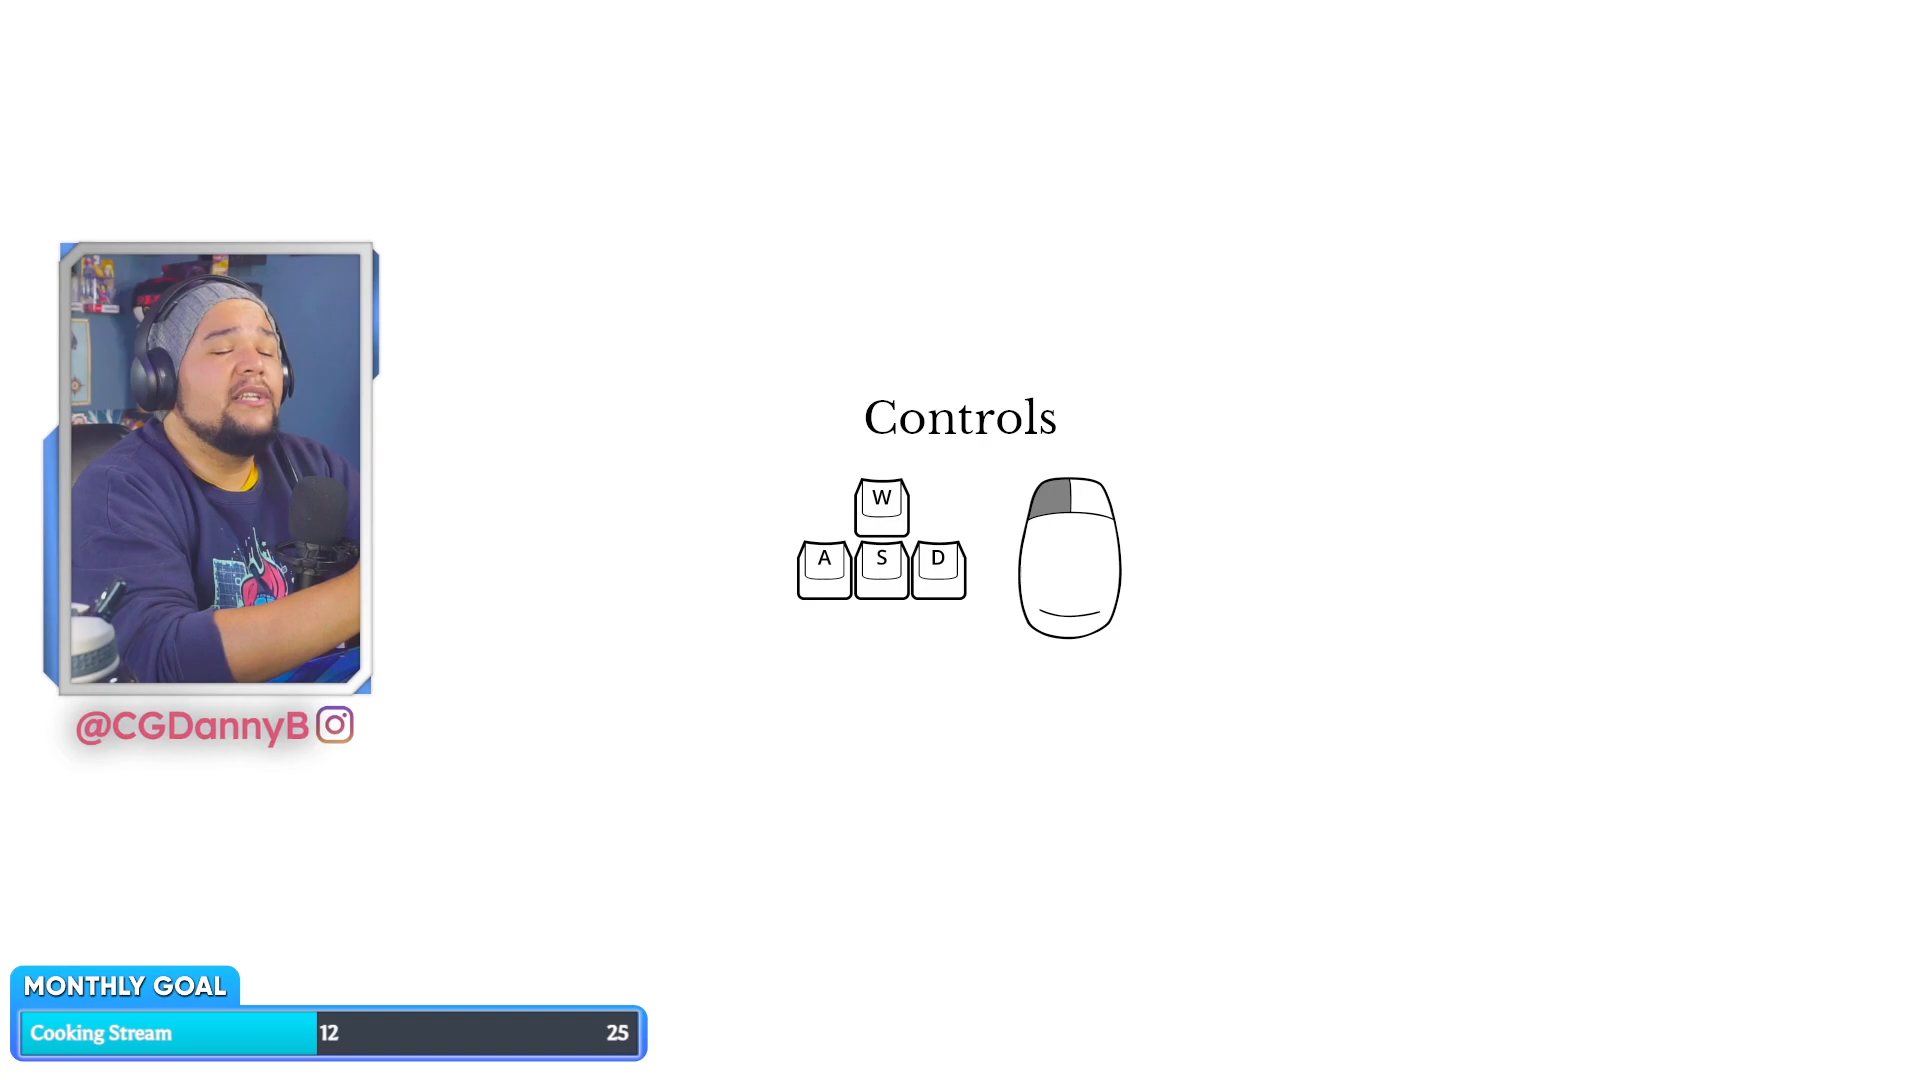 Controls
W
A S D
@CGDannyB
MONTHLY GOAL
Cooking Stream 12 25